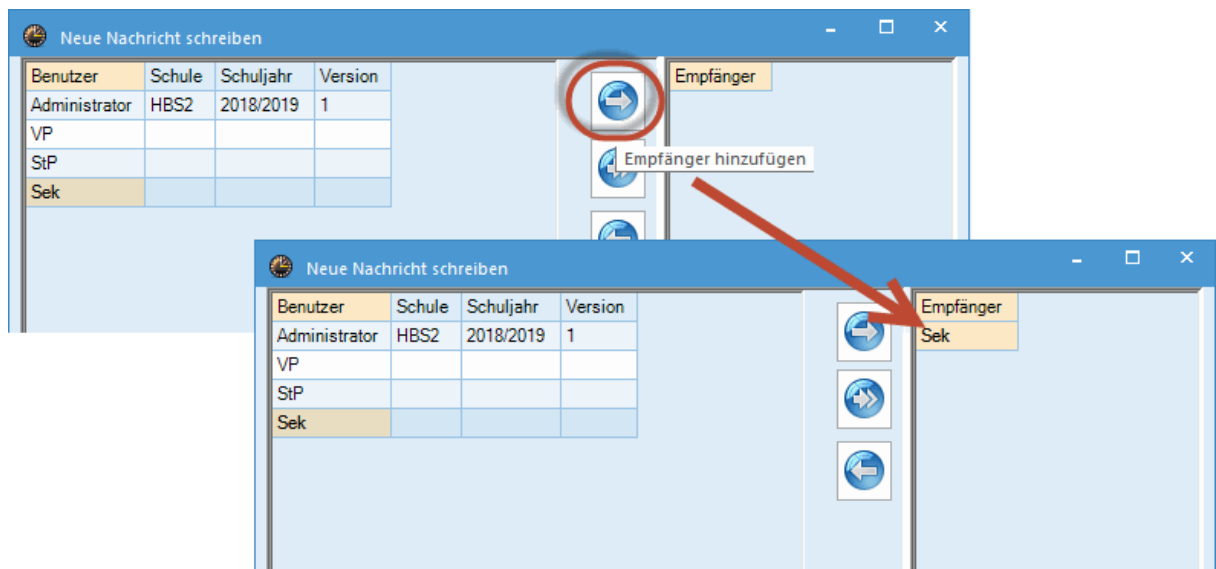 Neue Nachricht schreiben
Benutzer Schule Schuljahr Version Empfänger
Administrator HBS2 2018/2019 1
VP
StP
Empfänger hinzufügen
Sek
Neue Nachricht schreiben
Benutzer Schule Schuljahr Version Empfänger
Administrator HBS2 2018/2019 1 Sek
VP
StP
Sek